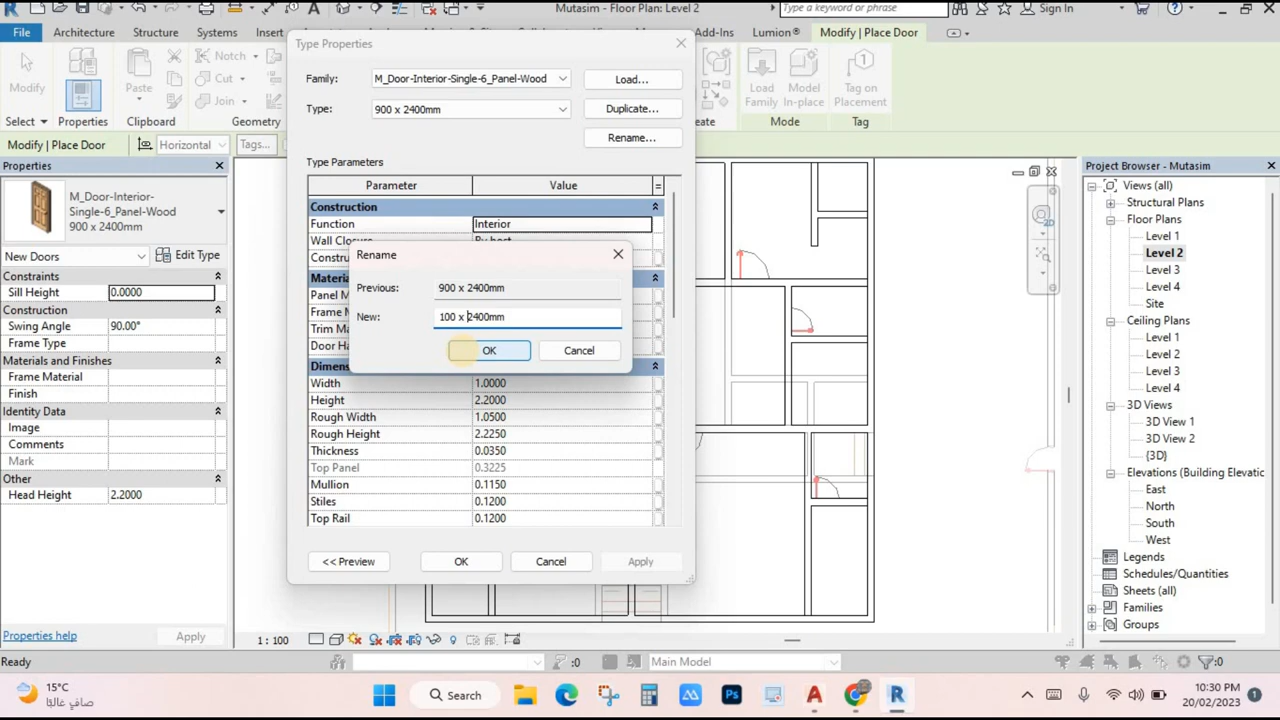 Mutasim - Floor Plan: Level 2
Type a keyword or phrase
Sign In
File
Architecture
Structure
Systems
Insert
Add-Ins
Lumion®
Modify | Place Door
Modify
Select
Properties
Paste
Clipboard
Notch
Cut
Join
Geometry
Load
Family
Model
In-place
Mode
Tag on
Placement
Tag
Modify | Place Door
Horizontal
Tags...
Properties
M_Door-Interior-
Single-6_Panel-Wood
900 x 2400mm
New Doors
Edit Type
Constraints
Sill Height 0.0000
Construction
Swing Angle 90.00°
Materials and Finishes
Frame Material
Finish
Identity Data
Image
Comments
Mark
Other
Head Height 2.2000
Properties help
Apply
Type Properties
Family: M_Door-Interior-Single-6_Panel-Wood
Load...
Type: 900 x 2400mm
Duplicate...
Rename...
Type Parameters
Parameter Value =
Construction
Function Interior
Wall Closure By host
Dimens
Width 1.0000
Height 2.2000
Rough Width 1.0500
Rough Height 2.2250
Thickness 0.0350
Top Panel 0.3225
Mullion 0.1150
Stiles 0.1200
Top Rail 0.1200
<< Preview
OK
Cancel
Apply
Rename
Previous: 900 x 2400mm
New: 100 x 2400mm
OK
Cancel
Project Browser - Mutasim
Views (all)
Structural Plans
Floor Plans
Level 1
Level 2
Level 3
Level 4
Site
Ceiling Plans
Level 1
Level 2
Level 3
Level 4
3D Views
3D View 1
3D View 2
{3D}
Elevations (Building Elevatic
East
North
South
West
Legends
Schedules/Quantities
Sheets (all)
Families
Groups
1 : 100
Ready
:0
Main Model
:0
15°C
صافٍ غالبًا
Search
Ps
10:30 PM
20/02/2023